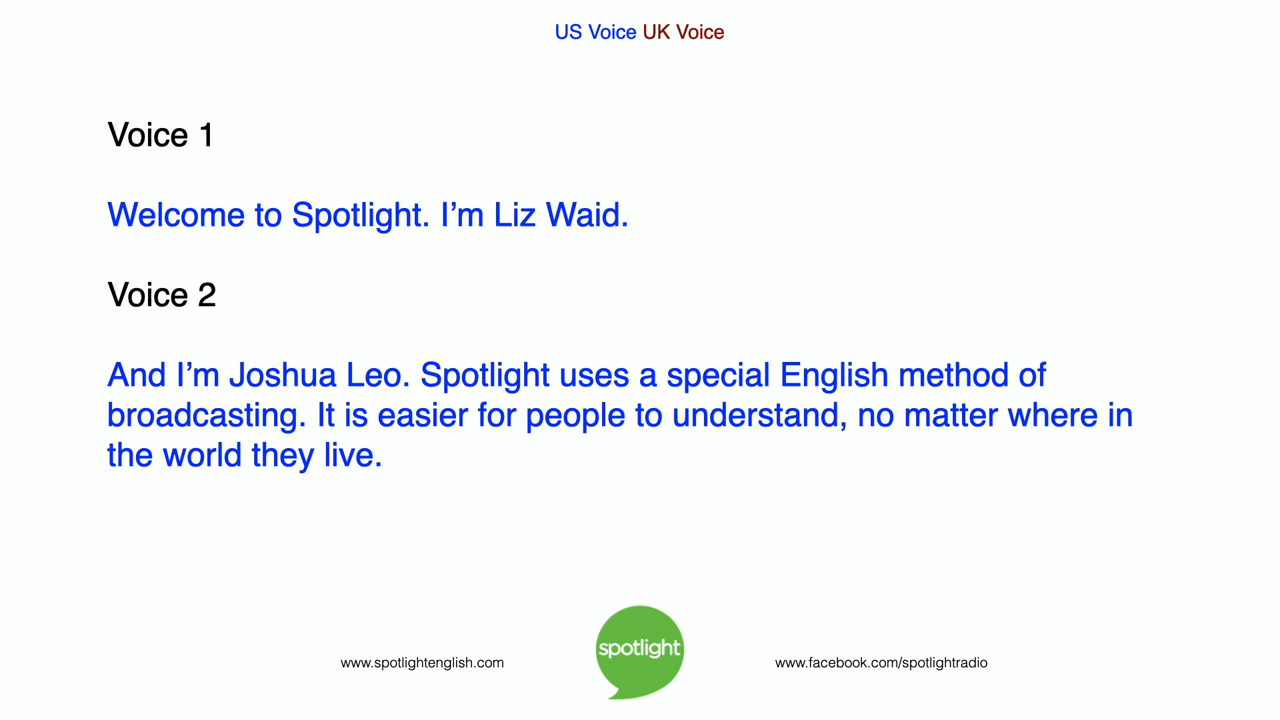 US Voice UK Voice
Voice 1
Welcome to Spotlight. I’m Liz Waid.
Voice 2
And I’m Joshua Leo. Spotlight uses a special English method of
broadcasting. It is easier for people to understand, no matter where in
the world they live.
www.spotlightenglish.com
spotlight
www.facebook.com/spotlightradio